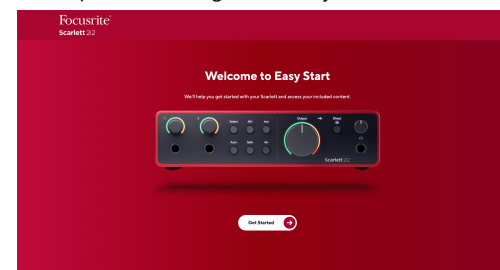 Focusrite
Scarlett 2i2
Welcome to Easy Start
We'll help you get started with your Scarlett and access your included content.
1 2 Select 48V Inst Output Direct
Auto Safe Air
Scarlett 2i2
Get Started